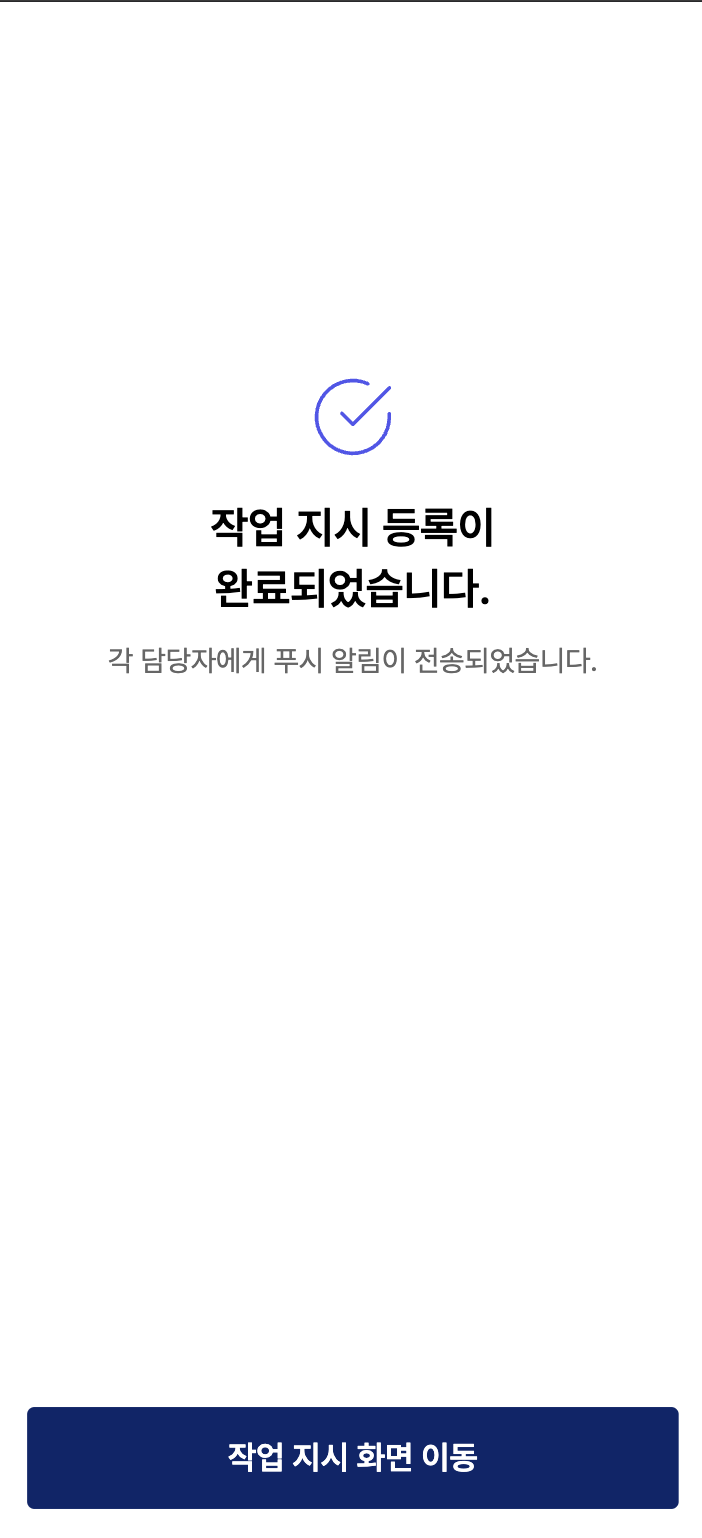 작업 지시 등록이
완료되었습니다.
각 담당자에게 푸시 알림이 전송되었습니다.
작업 지시 화면 이동